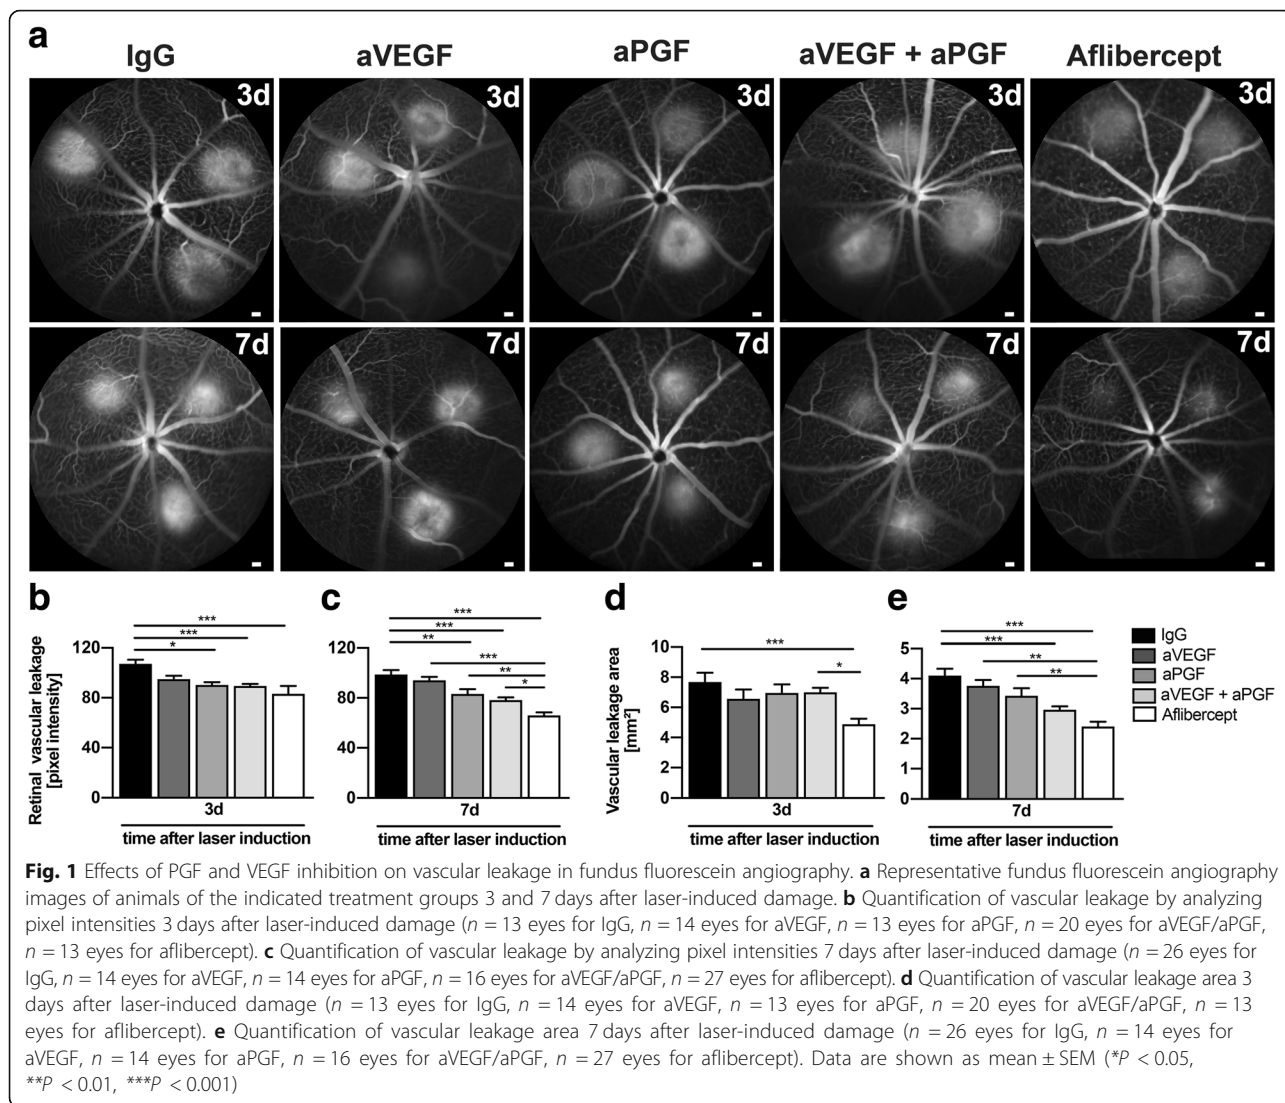 a
IgG
aVEGF
aPGF
aVEGF + aPGF
Aflibercept
3d
3d
3d
3d
3d
7d
7d
7d
7d
7d
b
Retinal vascular leakage
[pixel intensity]
120
80
40
0
***
***
*
3d
time after laser induction
c
120
80
40
0
***
***
**
***
**
*
7d
time after laser induction
d
Vascular leakage area
[mm²]
10
8
6
4
2
0
***
*
3d
time after laser induction
e
5
4
3
2
1
0
***
***
**
**
7d
time after laser induction
IgG
aVEGF
aPGF
aVEGF + aPGF
Aflibercept
Fig. 1 Effects of PGF and VEGF inhibition on vascular leakage in fundus fluorescein angiography. a Representative fundus fluorescein angiography
images of animals of the indicated treatment groups 3 and 7 days after laser-induced damage. b Quantification of vascular leakage by analyzing
pixel intensities 3 days after laser-induced damage (n = 13 eyes for IgG, n = 14 eyes for aVEGF, n = 13 eyes for aPGF, n = 20 eyes for aVEGF/aPGF,
n = 13 eyes for aflibercept). c Quantification of vascular leakage by analyzing pixel intensities 7 days after laser-induced damage (n = 26 eyes for
IgG, n = 14 eyes for aVEGF, n = 14 eyes for aPGF, n = 16 eyes for aVEGF/aPGF, n = 27 eyes for aflibercept). d Quantification of vascular leakage area 3
days after laser-induced damage (n = 13 eyes for IgG, n = 14 eyes for aVEGF, n = 13 eyes for aPGF, n = 20 eyes for aVEGF/aPGF, n = 13
eyes for aflibercept). e Quantification of vascular leakage area 7 days after laser-induced damage (n = 26 eyes for IgG, n = 14 eyes for
aVEGF, n = 14 eyes for aPGF, n = 16 eyes for aVEGF/aPGF, n = 27 eyes for aflibercept). Data are shown as mean ± SEM (*P < 0.05,
**P < 0.01, ***P < 0.001)